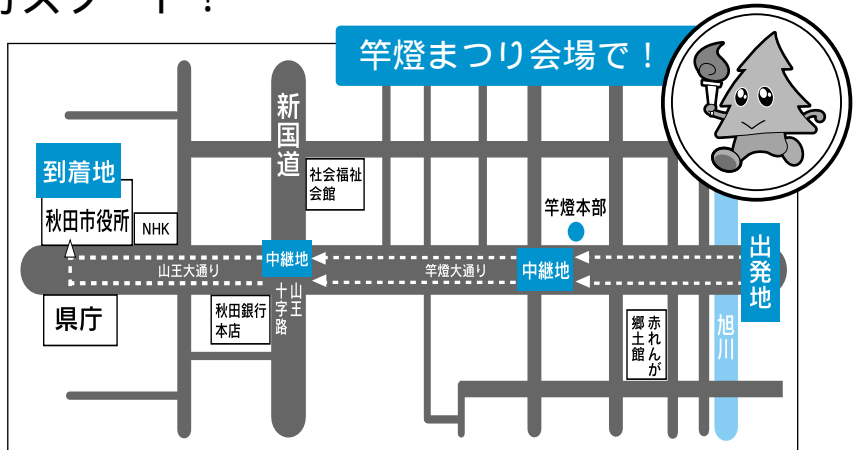 竿燈まつり会場で！
新国道
到着地
社会福祉
会館
秋田市役所
NHK
竿燈本部
中継地
中継地
出発地
山王大通り
竿燈大通り
県庁
秋田銀行
本店
山王
十字路
赤れんが
郷土館
旭川